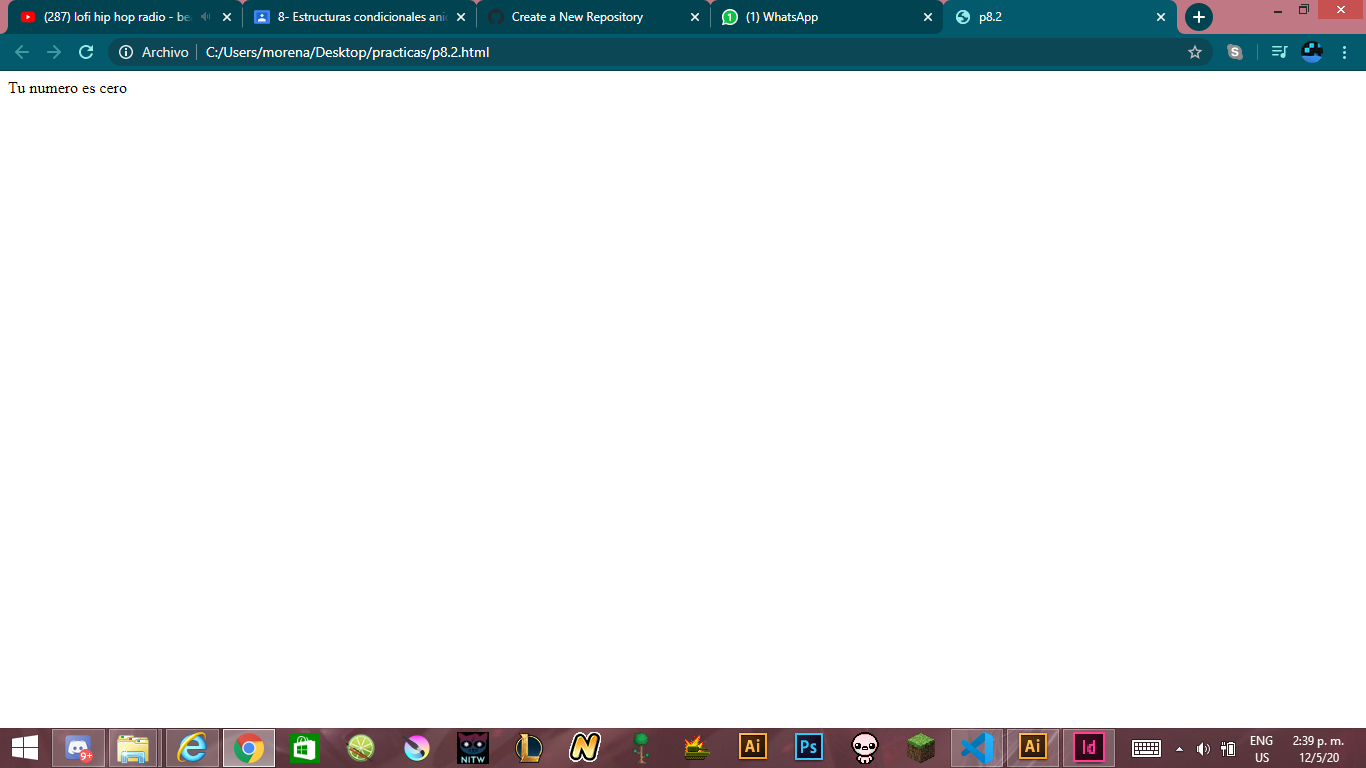 (287) lofi hip hop radio - be
8- Estructuras condicionales ani
Create a New Repository
(1) WhatsApp
p8.2
Archivo
C:/Users/morena/Desktop/practicas/p8.2.html
Tu numero es cero
9+
NITW
Ai
Ps
Ai
Id
ENG
US
2:39 p. m.
12/5/20